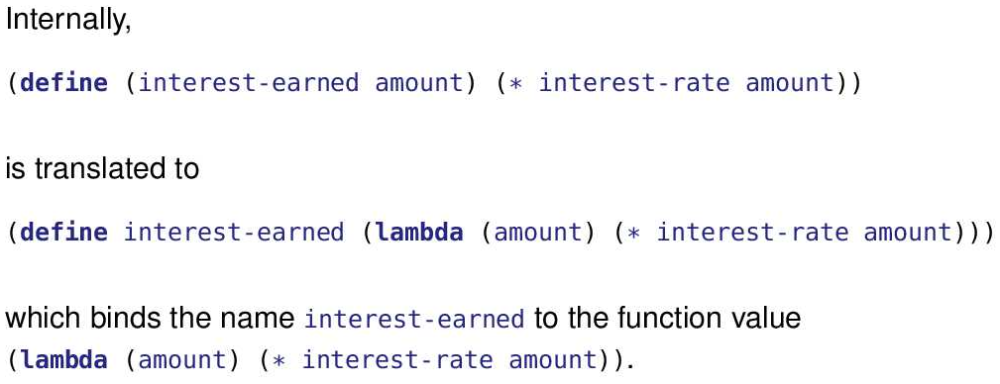 Internally,
(define (interest-earned amount) (* interest-rate amount))
is translated to
(define interest-earned (lambda (amount) (* interest-rate amount)))
which binds the name interest-earned to the function value
(lambda (amount) (* interest-rate amount)).